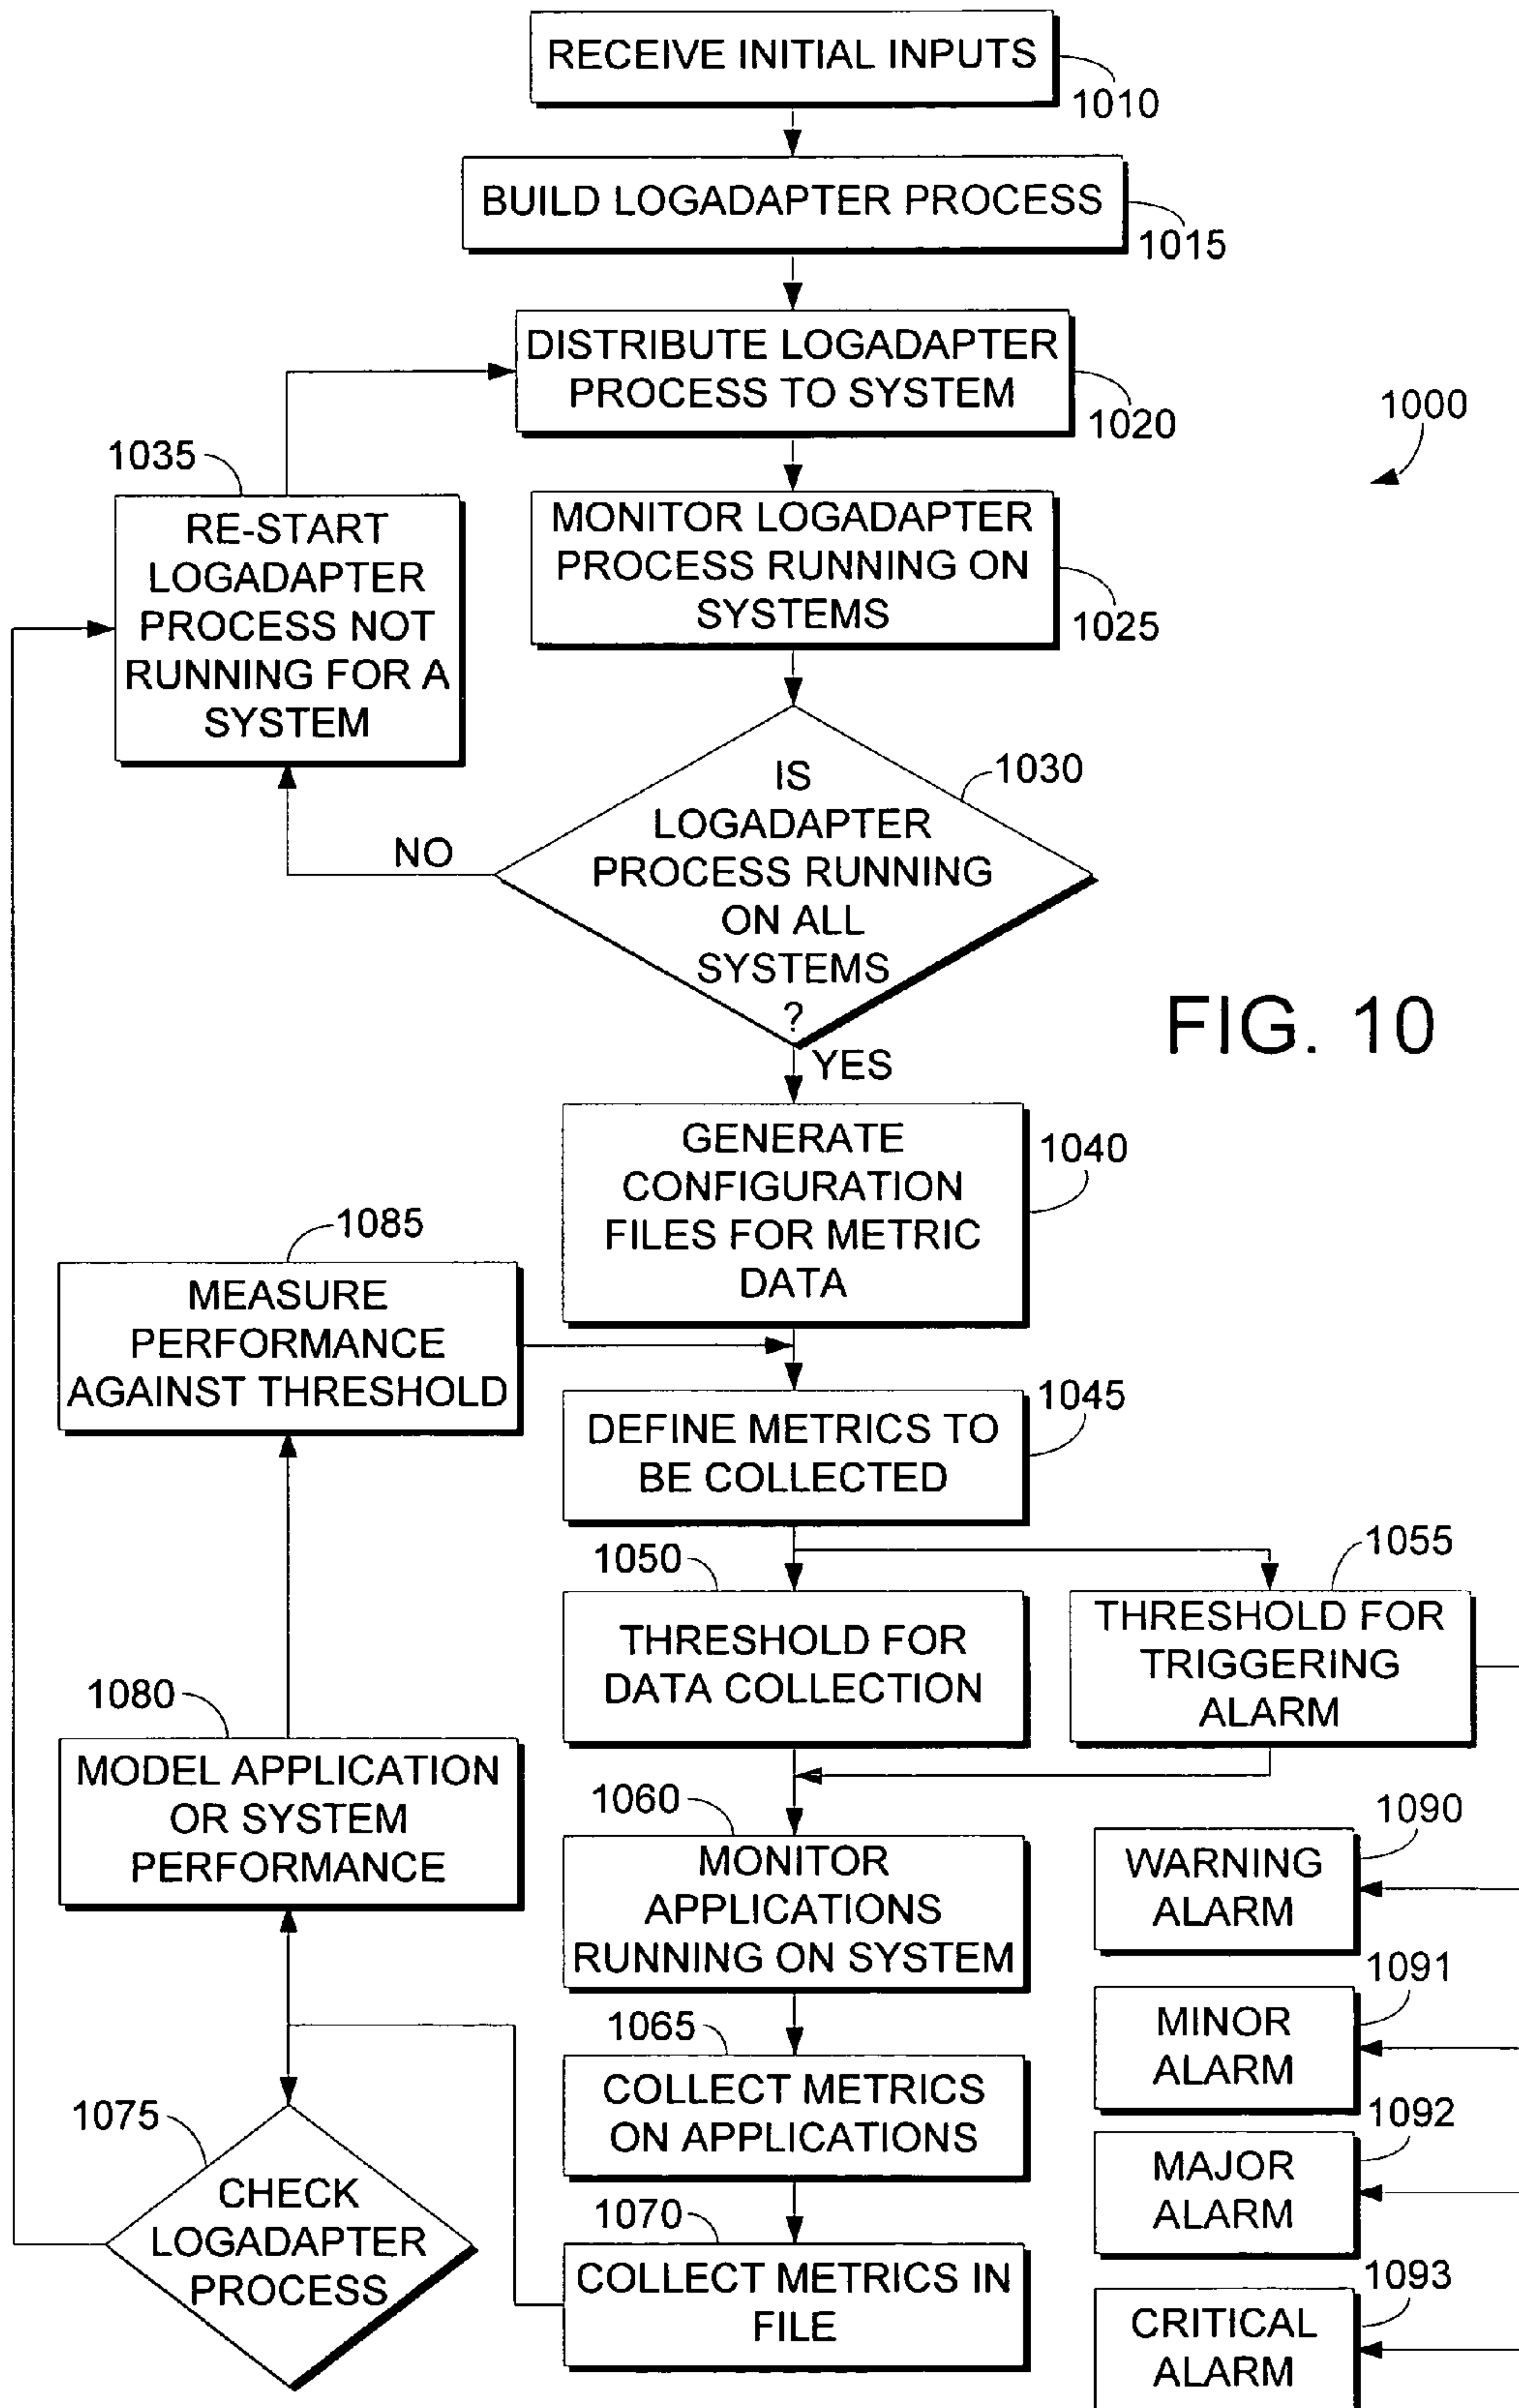 RECEIVE INITIAL INPUTS
1010
BUILD LOGADAPTER PROCESS
1015
DISTRIBUTE LOGADAPTER
PROCESS TO SYSTEM
1020
1000
1035
RE-START
LOGADAPTER
PROCESS NOT
RUNNING FOR A
SYSTEM
MONITOR LOGADAPTER
PROCESS RUNNING ON
SYSTEMS
1025
IS
LOGADAPTER
PROCESS RUNNING
ON ALL
SYSTEMS
?
1030
NO
YES
FIG. 10
GENERATE
CONFIGURATION
FILES FOR METRIC
DATA
1040
1085
MEASURE
PERFORMANCE
AGAINST THRESHOLD
DEFINE METRICS TO
BE COLLECTED
1045
1050
THRESHOLD FOR
DATA COLLECTION
1055
THRESHOLD FOR
TRIGGERING
ALARM
1080
MODEL APPLICATION
OR SYSTEM
PERFORMANCE
1060
MONITOR
APPLICATIONS
RUNNING ON SYSTEM
1090
WARNING
ALARM
1065
COLLECT METRICS
ON APPLICATIONS
1091
MINOR
ALARM
1075
CHECK
LOGADAPTER
PROCESS
1070
COLLECT METRICS IN
FILE
1092
MAJOR
ALARM
1093
CRITICAL
ALARM